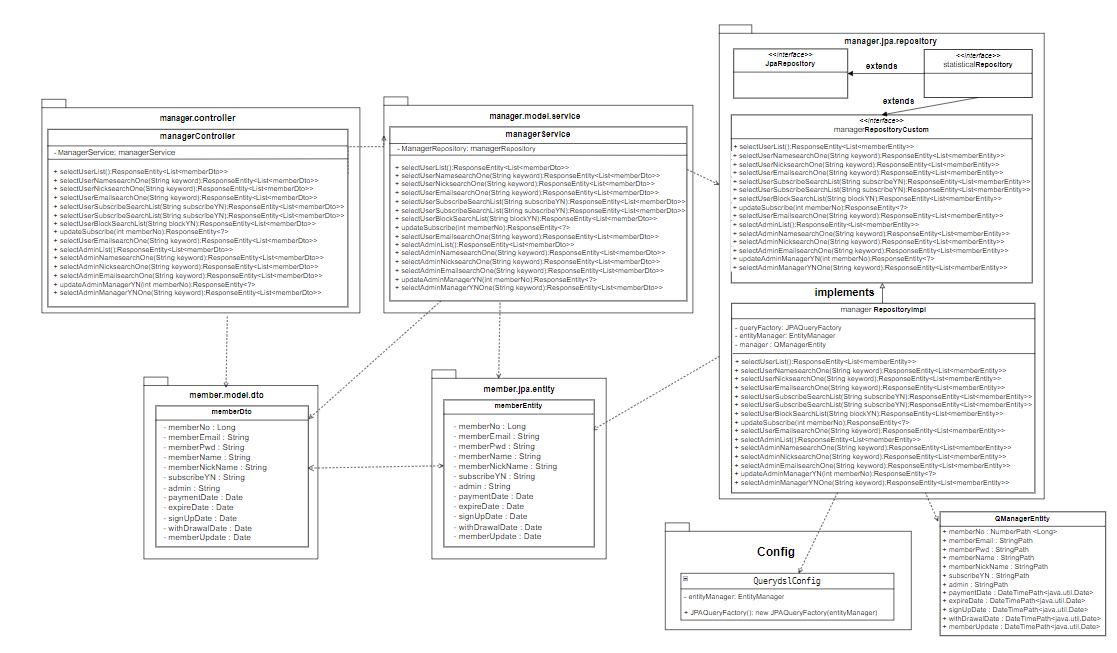 manager.controller
managerController
- ManagerService: managerService
+ selectUserList():ResponseEntity<List<memberDto>>
+ selectUserNamesearchOne(String keyword):ResponseEntity<List<memberDto>>
+ selectUserNicksearchOne(String keyword):ResponseEntity<List<memberDto>>
+ selectUserEmailsearchOne(String keyword):ResponseEntity<List<memberDto>>
+ selectUserSubscribeSearchList(String subscribeYN):ResponseEntity<List<memberDto>>
+ selectUserSubscribeSearchList(String subscribeYN):ResponseEntity<List<memberDto>>
+ selectUserBlockSearchList(String blockYN):ResponseEntity<List<memberDto>>
+ updateSubscribe(int memberNo):ResponseEntity<?>
+ selectUserEmailsearchOne(String keyword):ResponseEntity<List<memberDto>>
+ selectAdminList():ResponseEntity<List<memberDto>>
+ selectAdminNamesearchOne(String keyword):ResponseEntity<List<memberDto>>
+ selectAdminNicksearchOne(String keyword):ResponseEntity<List<memberDto>>
+ selectAdminEmailsearchOne(String keyword):ResponseEntity<List<memberDto>>
+ updateAdminManagerYN(int memberNo):ResponseEntity<?>
+ selectAdminManagerYNOne(String keyword):ResponseEntity<List<memberDto>>
manager.model.service
managerService
- ManagerRepository: managerRepository
+ selectUserList():ResponseEntity<List<memberDto>>
+ selectUserNamesearchOne(String keyword):ResponseEntity<List<memberDto>>
+ selectUserNicksearchOne(String keyword):ResponseEntity<List<memberDto>>
+ selectUserEmailsearchOne(String keyword):ResponseEntity<List<memberDto>>
+ selectUserSubscribeSearchList(String subscribeYN):ResponseEntity<List<memberDto>>
+ selectUserSubscribeSearchList(String subscribeYN):ResponseEntity<List<memberDto>>
+ selectUserBlockSearchList(String blockYN):ResponseEntity<List<memberDto>>
+ updateSubscribe(int memberNo):ResponseEntity<?>
+ selectUserEmailsearchOne(String keyword):ResponseEntity<List<memberDto>>
+ selectAdminList():ResponseEntity<List<memberDto>>
+ selectAdminNamesearchOne(String keyword):ResponseEntity<List<memberDto>>
+ selectAdminNicksearchOne(String keyword):ResponseEntity<List<memberDto>>
+ selectAdminEmailsearchOne(String keyword):ResponseEntity<List<memberDto>>
+ updateAdminManagerYN(int memberNo):ResponseEntity<?>
+ selectAdminManagerYNOne(String keyword):ResponseEntity<List<memberDto>>
manager.jpa.repository
<<interface>>
JpaRepository
extends
<<interface>>
statisticalRepository
extends
<<interface>>
managerRepositoryCustom
+ selectUserList():ResponseEntity<List<memberEntity>>
+ selectUserNamesearchOne(String keyword):ResponseEntity<List<memberEntity>>
+ selectUserNicksearchOne(String keyword):ResponseEntity<List<memberEntity>>
+ selectUserEmailsearchOne(String keyword):ResponseEntity<List<memberEntity>>
+ selectUserSubscribeSearchList(String subscribeYN):ResponseEntity<List<memberEntity>>
+ selectUserSubscribeSearchList(String subscribeYN):ResponseEntity<List<memberEntity>>
+ selectUserBlockSearchList(String blockYN):ResponseEntity<List<memberEntity>>
+ updateSubscribe(int memberNo):ResponseEntity<?>
+ selectUserEmailsearchOne(String keyword):ResponseEntity<List<memberEntity>>
+ selectAdminList():ResponseEntity<List<memberEntity>>
+ selectAdminNamesearchOne(String keyword):ResponseEntity<List<memberEntity>>
+ selectAdminNicksearchOne(String keyword):ResponseEntity<List<memberEntity>>
+ selectAdminEmailsearchOne(String keyword):ResponseEntity<List<memberEntity>>
+ updateAdminManagerYN(int memberNo):ResponseEntity<?>
+ selectAdminManagerYNOne(String keyword):ResponseEntity<List<memberEntity>>
implements
manager RepositoryImpl
- queryFactory: JPAQueryFactory
- entityManager: EntityManager
- manager : QManagerEntity
+ selectUserList():ResponseEntity<List<memberEntity>>
+ selectUserNamesearchOne(String keyword):ResponseEntity<List<memberEntity>>
+ selectUserNicksearchOne(String keyword):ResponseEntity<List<memberEntity>>
+ selectUserEmailsearchOne(String keyword):ResponseEntity<List<memberEntity>>
+ selectUserSubscribeSearchList(String subscribeYN):ResponseEntity<List<memberEntity>>
+ selectUserSubscribeSearchList(String subscribeYN):ResponseEntity<List<memberEntity>>
+ selectUserBlockSearchList(String blockYN):ResponseEntity<List<memberEntity>>
+ updateSubscribe(int memberNo):ResponseEntity<?>
+ selectUserEmailsearchOne(String keyword):ResponseEntity<List<memberEntity>>
+ selectAdminList():ResponseEntity<List<memberEntity>>
+ selectAdminNamesearchOne(String keyword):ResponseEntity<List<memberEntity>>
+ selectAdminNicksearchOne(String keyword):ResponseEntity<List<memberEntity>>
+ selectAdminEmailsearchOne(String keyword):ResponseEntity<List<memberEntity>>
+ updateAdminManagerYN(int memberNo):ResponseEntity<?>
+ selectAdminManagerYNOne(String keyword):ResponseEntity<List<memberEntity>>
member.model.dto
memberDto
- memberNo : Long
- memberEmail : String
- memberPwd : String
- memberName : String
- memberNickName : String
- subscribeYN : String
- admin : String
- paymentDate : Date
- expireDate : Date
- signUpDate : Date
- withDrawalDate : Date
- memberUpdate : Date
member.jpa.entity
memberEntity
- memberNo : Long
- memberEmail : String
- memberPwd : String
- memberName : String
- memberNickName : String
- subscribeYN : String
- admin : String
- paymentDate : Date
- expireDate : Date
- signUpDate : Date
- withDrawalDate : Date
- memberUpdate : Date
Config
QuerydslConfig
- entityManager: EntityManager
+ JPAQueryFactory(): new JPAQueryFactory(entityManager)
QManagerEntity
+ memberNo : NumberPath <Long>
+ memberEmail : StringPath
+ memberPwd : StringPath
+ memberName : StringPath
+ memberNickName : StringPath
+ subscribeYN : StringPath
+ admin : StringPath
+ paymentDate : DateTimePath<java.util.Date>
+ expireDate : DateTimePath<java.util.Date>
+ signUpDate : DateTimePath<java.util.Date>
+ withDrawalDate : DateTimePath<java.util.Date>
+ memberUpdate : DateTimePath<java.util.Date>